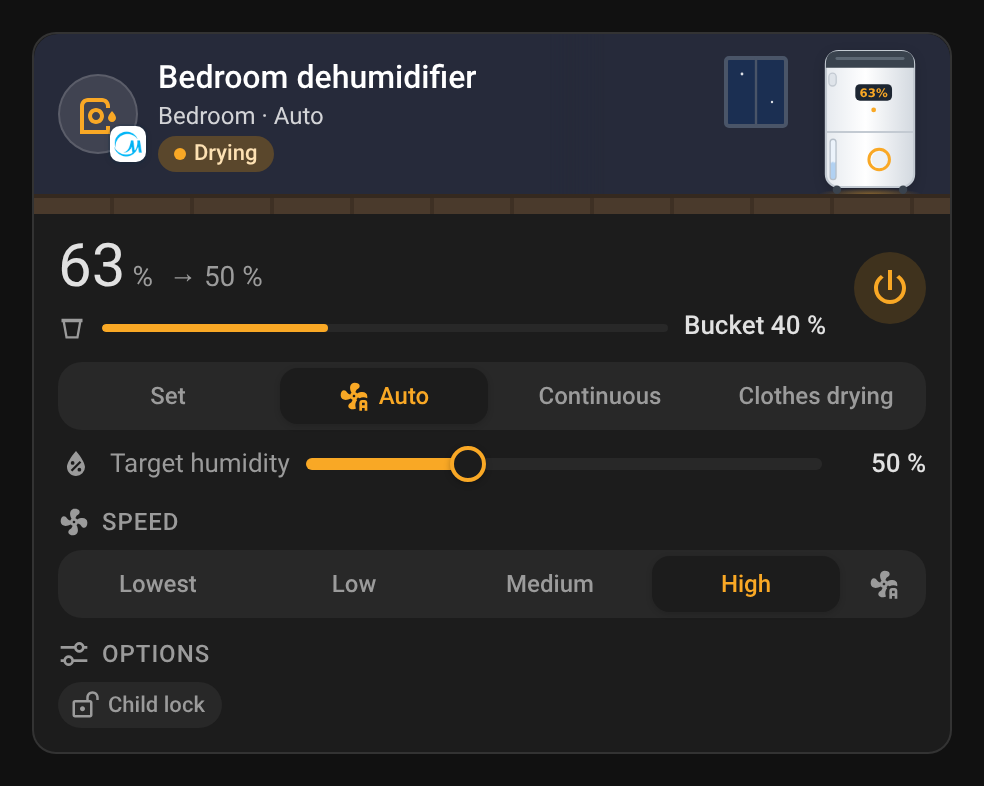 Bedroom dehumidifier
Bedroom · Auto
Drying
63%
63 % → 50 %
Bucket 40 %
Set Auto Continuous Clothes drying
Target humidity 50 %
SPEED
Lowest Low Medium High
OPTIONS
Child lock